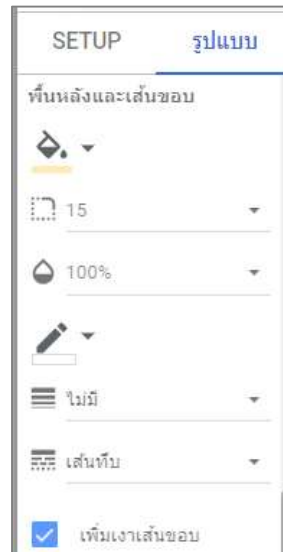 SETUP
รูปแบบ
พื้นหลังและเส้นขอบ
15
100%
ไม่มี
เส้นทึบ
เพิ่มเงาเส้นขอบ